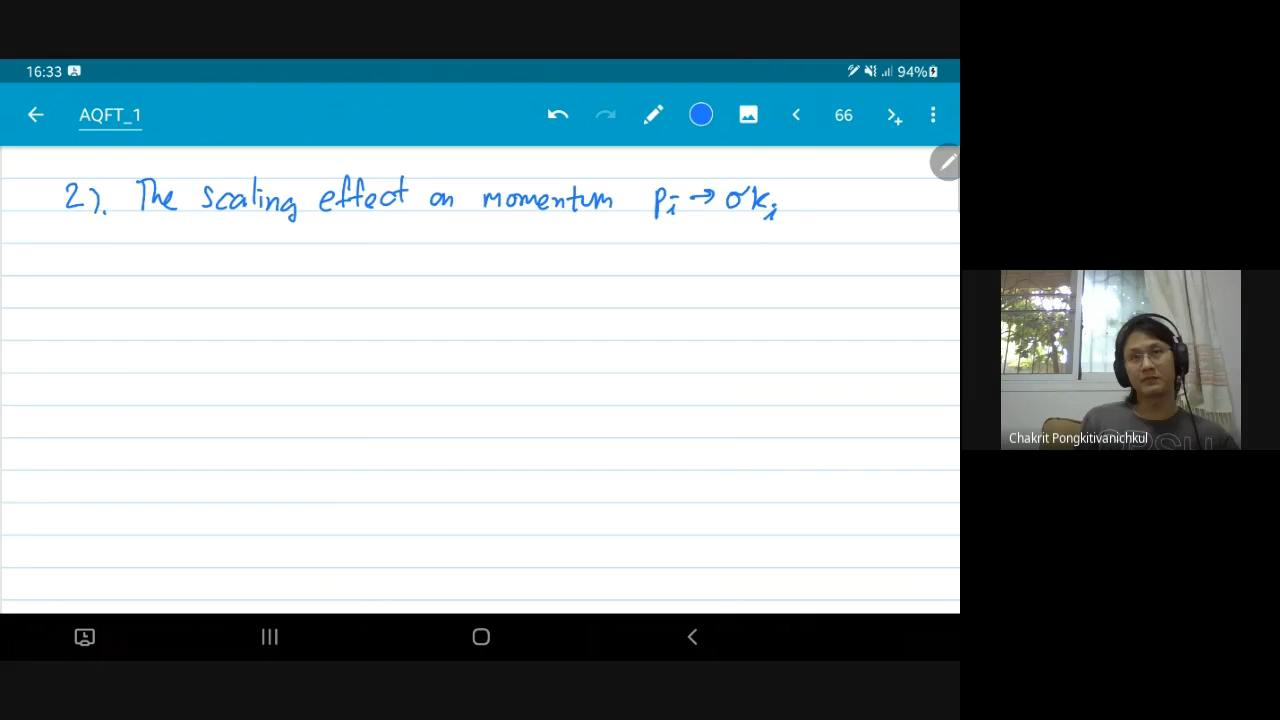 16:33
94%
AQFT_1
66
2). The scaling effect on momentum pᵢ → σkᵢ
Chakrit Pongkitivanichkul